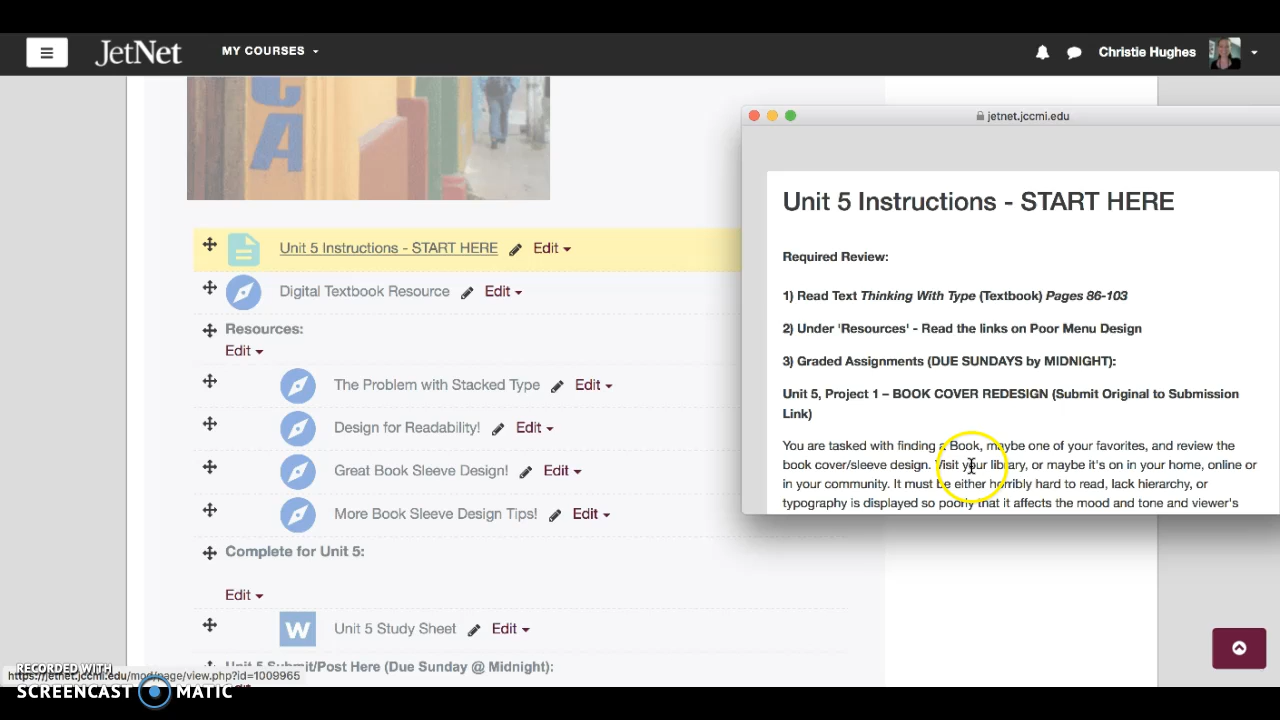 JetNet
MY COURSES
Christie Hughes
CA
jetnet.jccmi.edu
Unit 5 Instructions - START HERE
Required Review:
1) Read Text Thinking With Type (Textbook) Pages 86-103
2) Under 'Resources' - Read the links on Poor Menu Design
3) Graded Assignments (DUE SUNDAYS by MIDNIGHT):
Unit 5, Project 1 – BOOK COVER REDESIGN (Submit Original to Submission
Link)
You are tasked with finding a Book, maybe one of your favorites, and review the
book cover/sleeve design. Visit your library, or maybe it's on in your home, online or
in your community. It must be either horribly hard to read, lack hierarchy, or
typography is displayed so poorly that it affects the mood and tone and viewer's
Unit 5 Instructions - START HERE Edit
Digital Textbook Resource Edit
Resources:
Edit
The Problem with Stacked Type Edit
Design for Readability! Edit
Great Book Sleeve Design! Edit
More Book Sleeve Design Tips! Edit
Complete for Unit 5:
Edit
W Unit 5 Study Sheet Edit
Unit 5 Submit/Post Here (Due Sunday @ Midnight):
https://jetnet.jccmi.edu/mod/page/view.php?id=1009965
RECORDED WITH
SCREENCAST MATIC